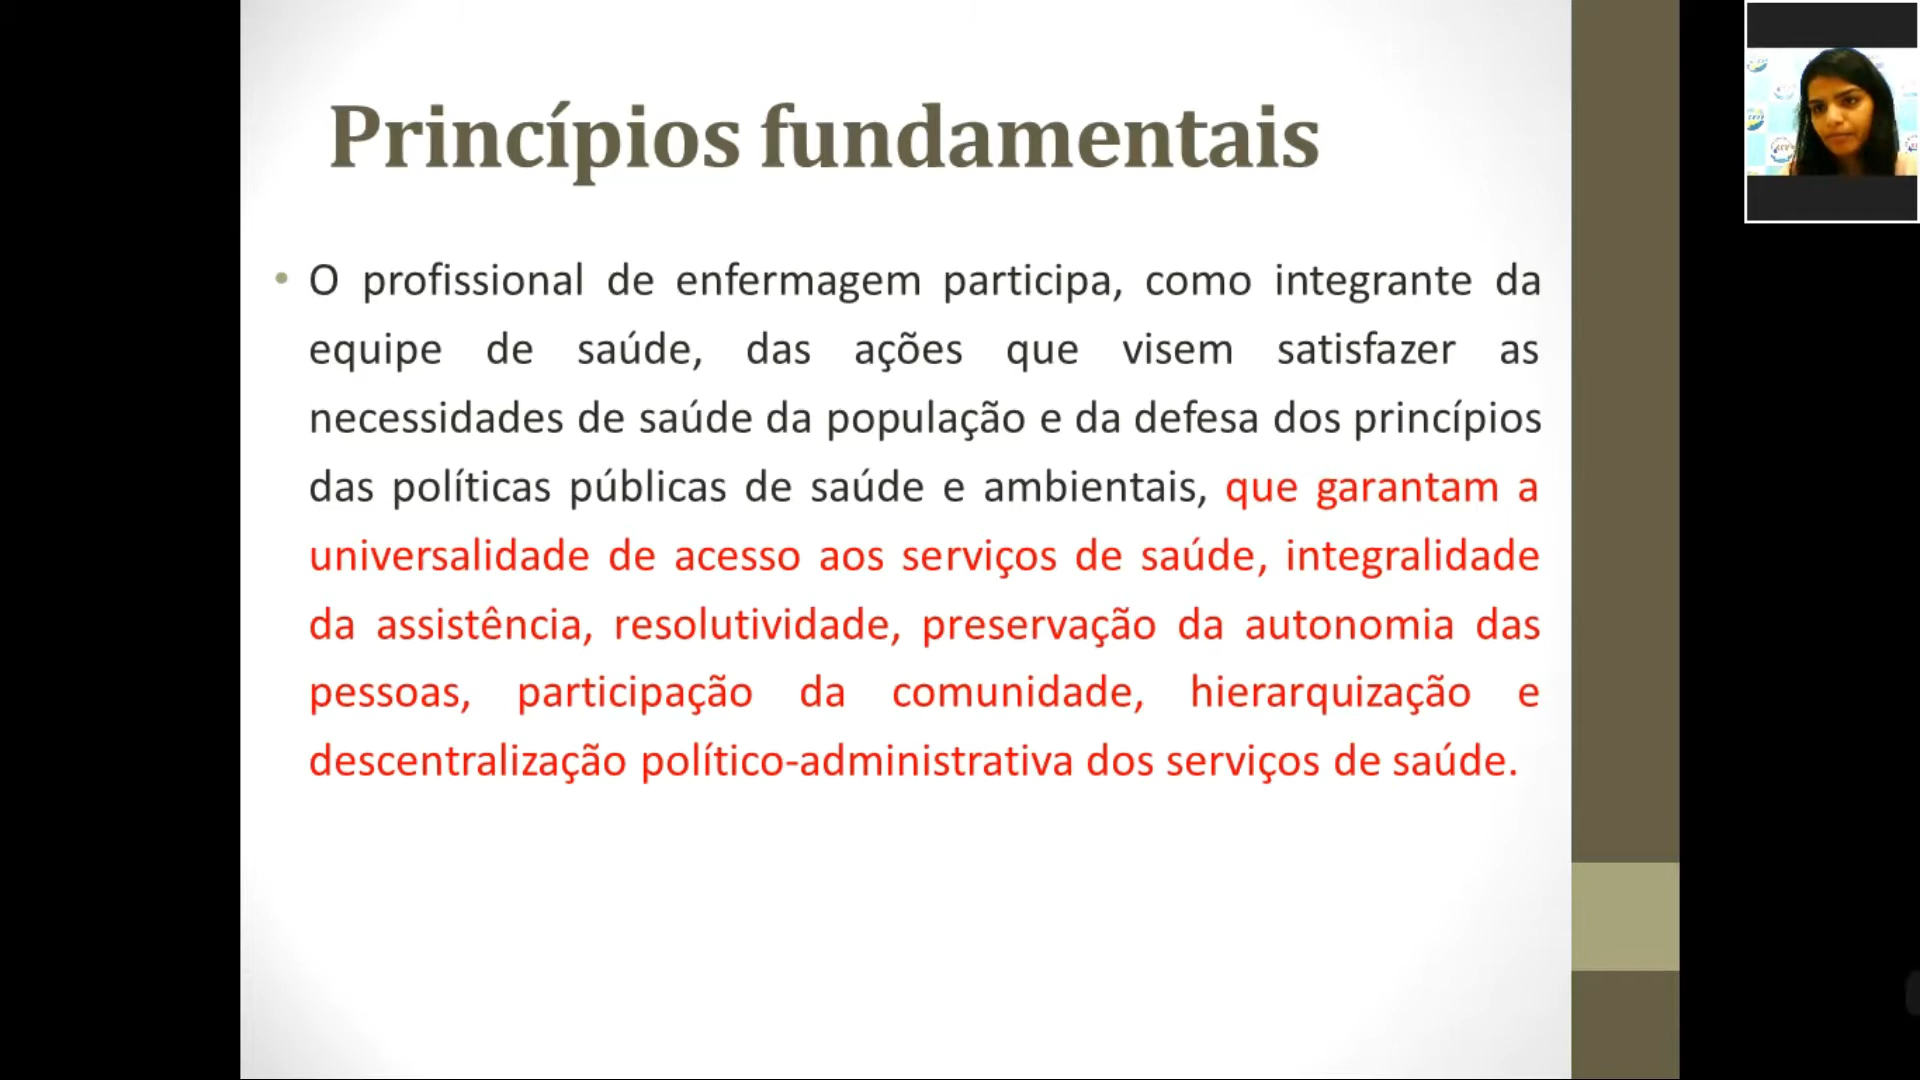 Princípios fundamentais
• O profissional de enfermagem participa, como integrante da
equipe de saúde, das ações que visem satisfazer as
necessidades de saúde da população e da defesa dos princípios
das políticas públicas de saúde e ambientais, que garantam a
universalidade de acesso aos serviços de saúde, integralidade
da assistência, resolutividade, preservação da autonomia das
pessoas, participação da comunidade, hierarquização e
descentralização político-administrativa dos serviços de saúde.